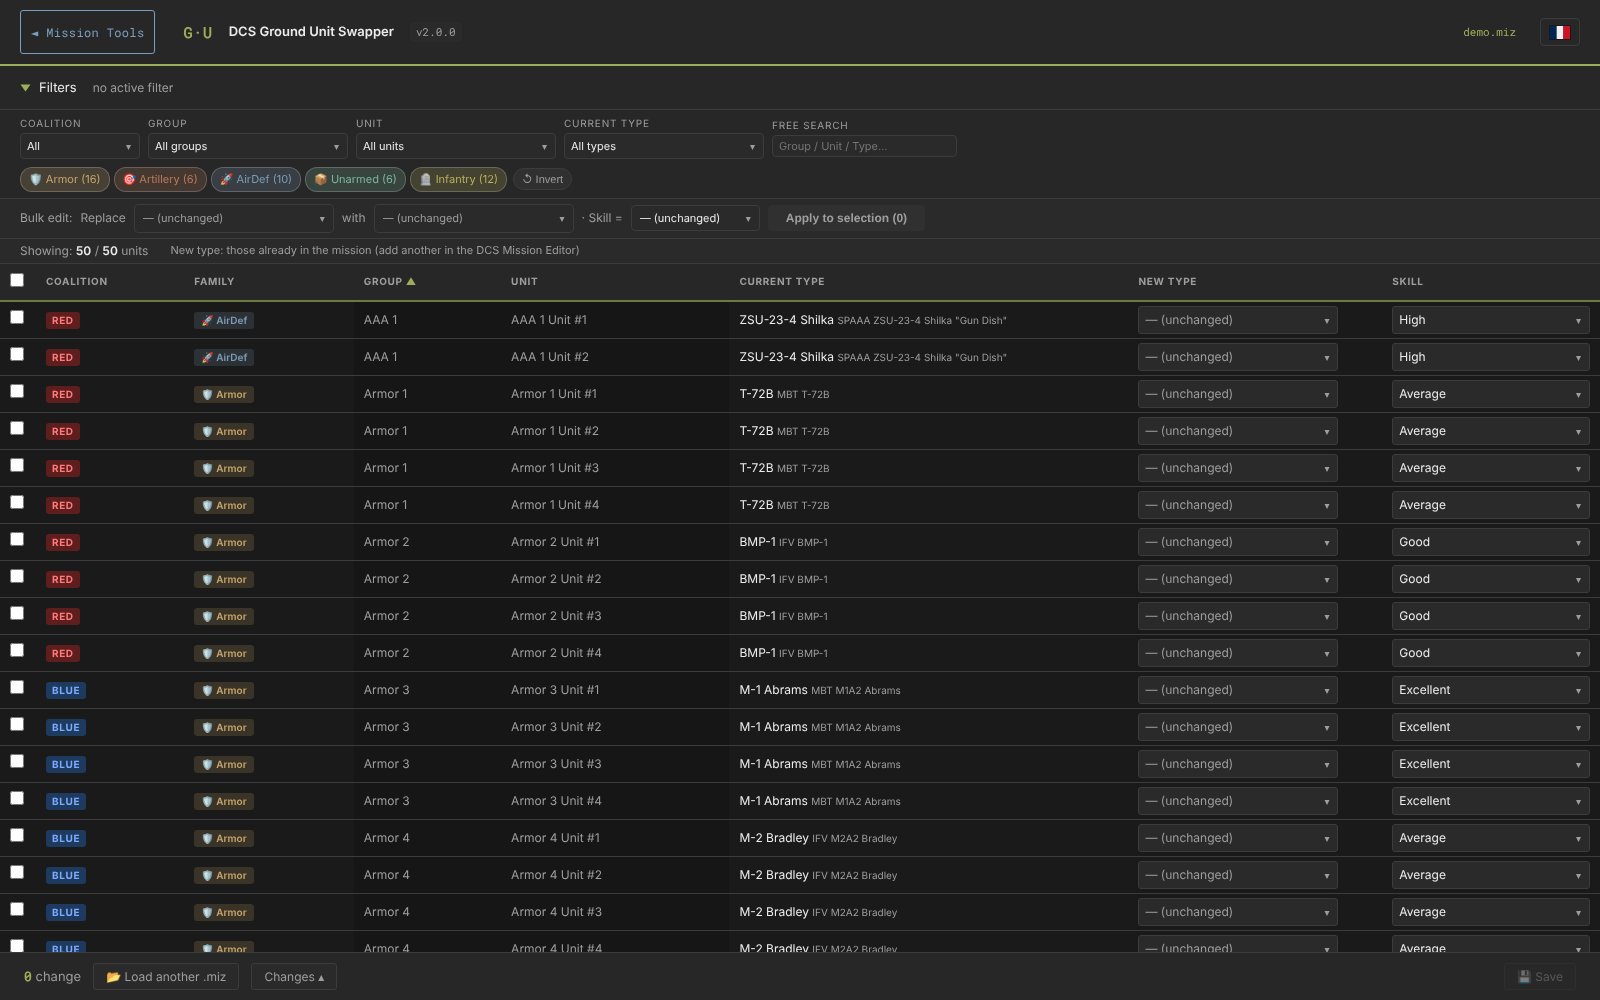 ◄ Mission Tools G·U DCS Ground Unit Swapper v2.0.0 demo.miz
▼ Filters no active filter
COALITION GROUP UNIT CURRENT TYPE FREE SEARCH
All All groups All units All types Group / Unit / Type...
Armor (16) Artillery (6) AirDef (10) Unarmed (6) Infantry (12) Invert
Bulk edit: Replace — (unchanged) with — (unchanged) · Skill = — (unchanged) Apply to selection (0)
Showing: 50 / 50 units New type: those already in the mission (add another in the DCS Mission Editor)
COALITION FAMILY GROUP ▲ UNIT CURRENT TYPE NEW TYPE SKILL
RED AirDef AAA 1 AAA 1 Unit #1 ZSU-23-4 Shilka SPAAA ZSU-23-4 Shilka "Gun Dish" — (unchanged) High
RED AirDef AAA 1 AAA 1 Unit #2 ZSU-23-4 Shilka SPAAA ZSU-23-4 Shilka "Gun Dish" — (unchanged) High
RED Armor Armor 1 Armor 1 Unit #1 T-72B MBT T-72B — (unchanged) Average
RED Armor Armor 1 Armor 1 Unit #2 T-72B MBT T-72B — (unchanged) Average
RED Armor Armor 1 Armor 1 Unit #3 T-72B MBT T-72B — (unchanged) Average
RED Armor Armor 1 Armor 1 Unit #4 T-72B MBT T-72B — (unchanged) Average
RED Armor Armor 2 Armor 2 Unit #1 BMP-1 IFV BMP-1 — (unchanged) Good
RED Armor Armor 2 Armor 2 Unit #2 BMP-1 IFV BMP-1 — (unchanged) Good
RED Armor Armor 2 Armor 2 Unit #3 BMP-1 IFV BMP-1 — (unchanged) Good
RED Armor Armor 2 Armor 2 Unit #4 BMP-1 IFV BMP-1 — (unchanged) Good
BLUE Armor Armor 3 Armor 3 Unit #1 M-1 Abrams MBT M1A2 Abrams — (unchanged) Excellent
BLUE Armor Armor 3 Armor 3 Unit #2 M-1 Abrams MBT M1A2 Abrams — (unchanged) Excellent
BLUE Armor Armor 3 Armor 3 Unit #3 M-1 Abrams MBT M1A2 Abrams — (unchanged) Excellent
BLUE Armor Armor 3 Armor 3 Unit #4 M-1 Abrams MBT M1A2 Abrams — (unchanged) Excellent
BLUE Armor Armor 4 Armor 4 Unit #1 M-2 Bradley IFV M2A2 Bradley — (unchanged) Average
BLUE Armor Armor 4 Armor 4 Unit #2 M-2 Bradley IFV M2A2 Bradley — (unchanged) Average
BLUE Armor Armor 4 Armor 4 Unit #3 M-2 Bradley IFV M2A2 Bradley — (unchanged) Average
BLUE Armor Armor 4 Armor 4 Unit #4 M-2 Bradley IFV M2A2 Bradley — (unchanged) Average
0 change Load another .miz Changes ▴ Save